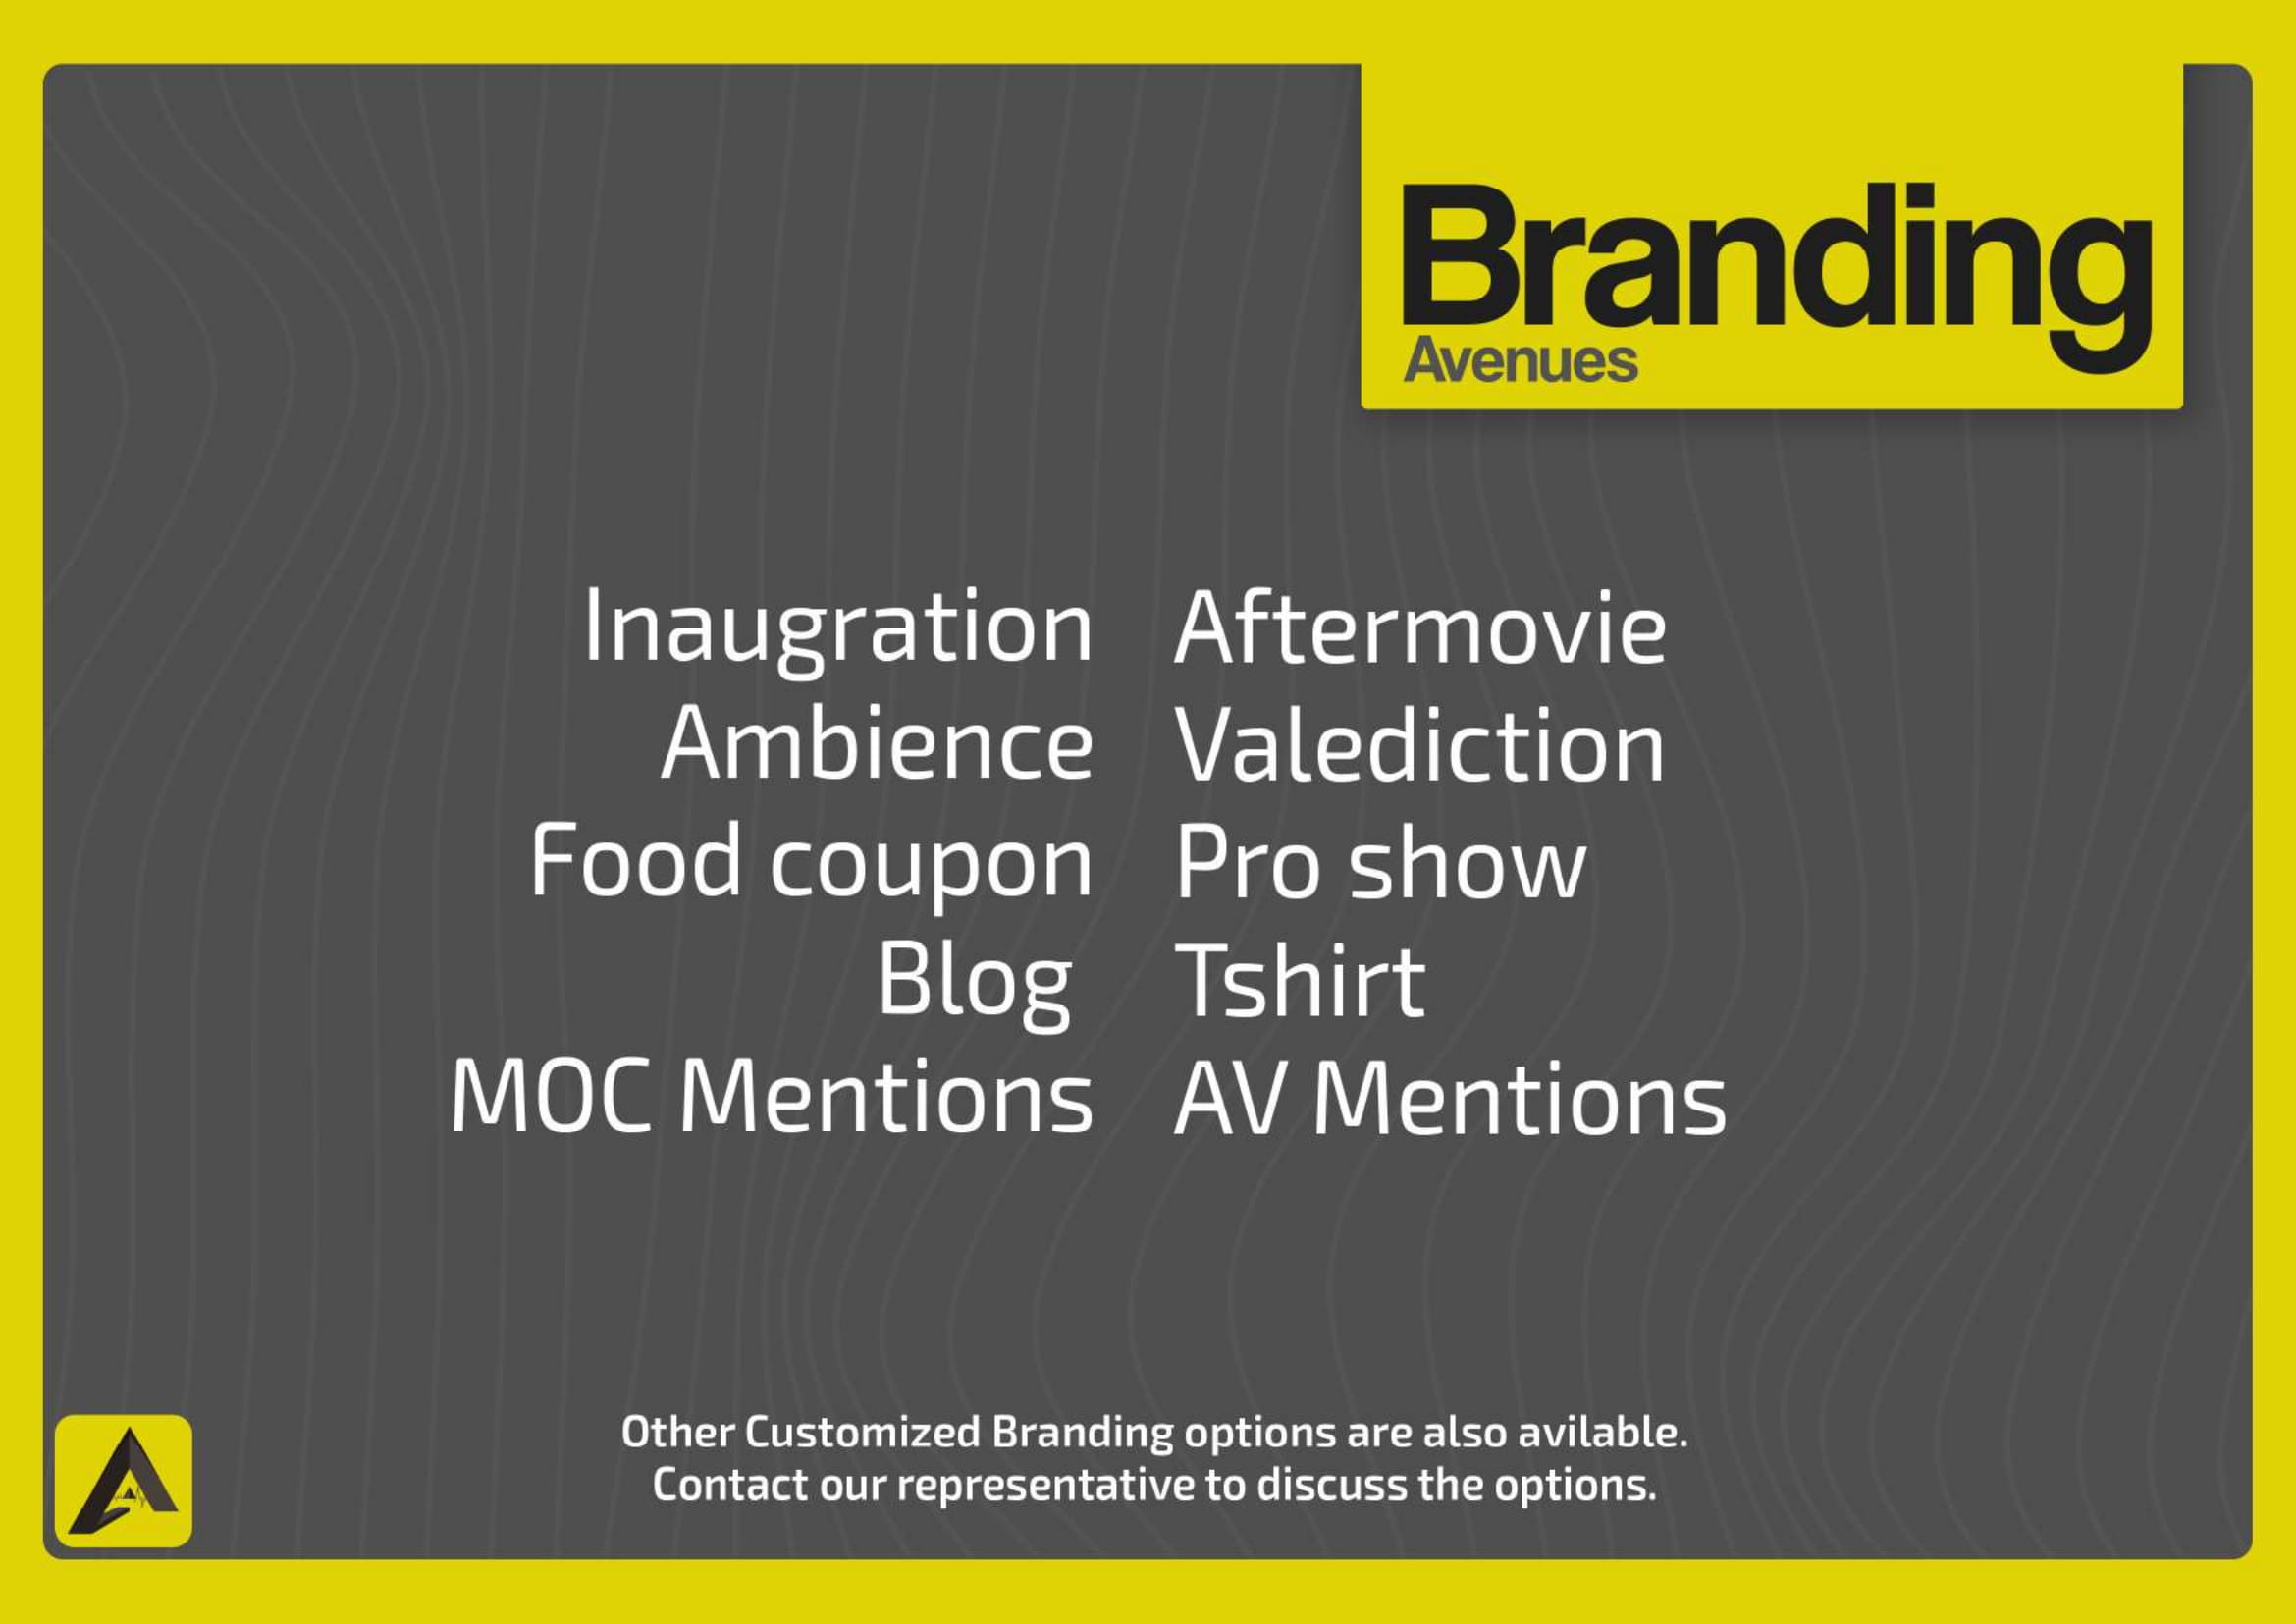 Branding
Avenues
Inaugration
Ambience
Food coupon
Blog
MOC Mentions
Aftermovie
Valediction
Pro show
Tshirt
AV Mentions
Other Customized Branding options are also avilable.
Contact our representative to discuss the options.